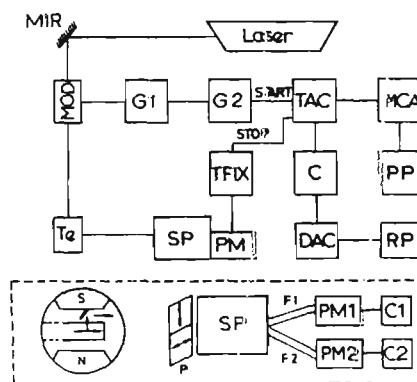 MIR
Laser
MOD
G1
G2
START
TAC
MCA
STOP
TFIX
C
PP
Te
SP
PM
DAC
RP
S
N
P
SP
F1
F2
PM1
C1
PM2
C2